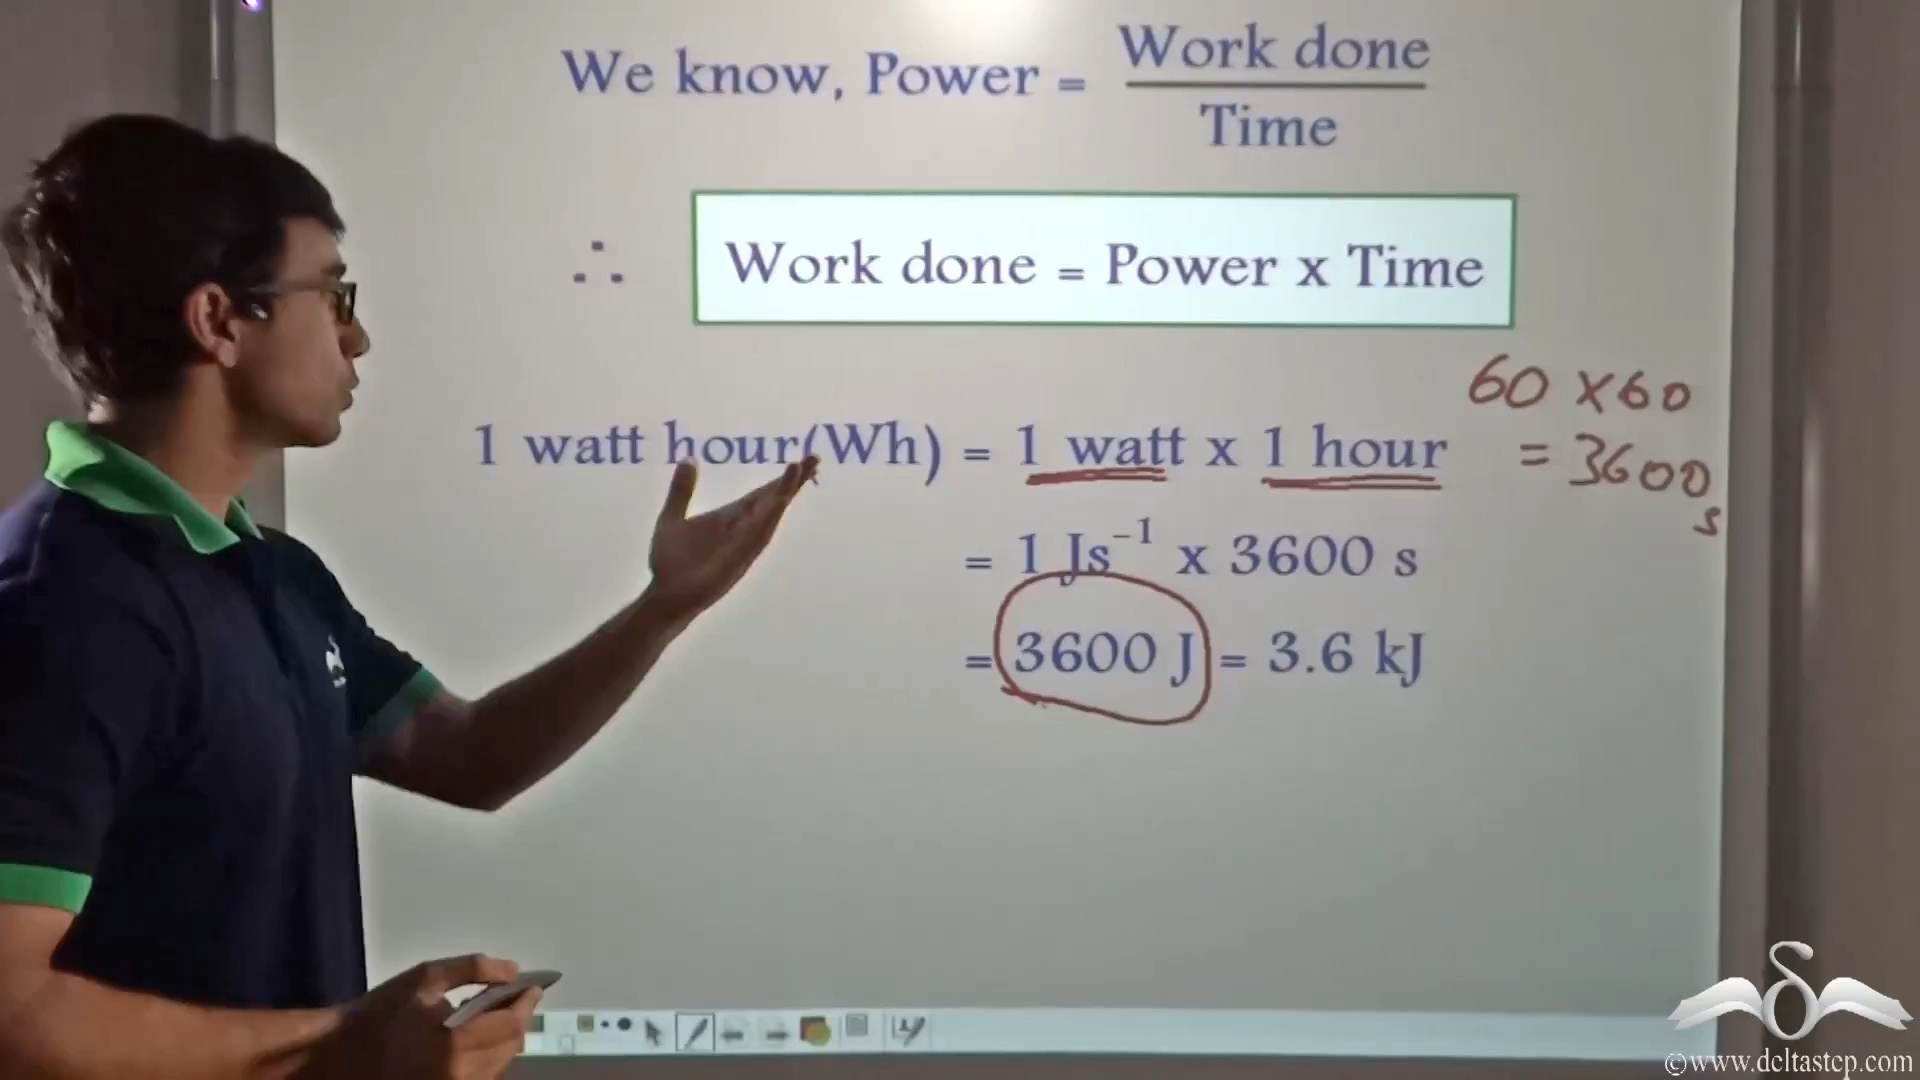 We know, Power = Work done
Time
∴ Work done = Power x Time
1 watt hour(Wh) = 1 watt x 1 hour
60 x 60
= 3600
s
= 1 Js⁻¹ x 3600 s
= 3600 J = 3.6 kJ
©www.deltastep.com